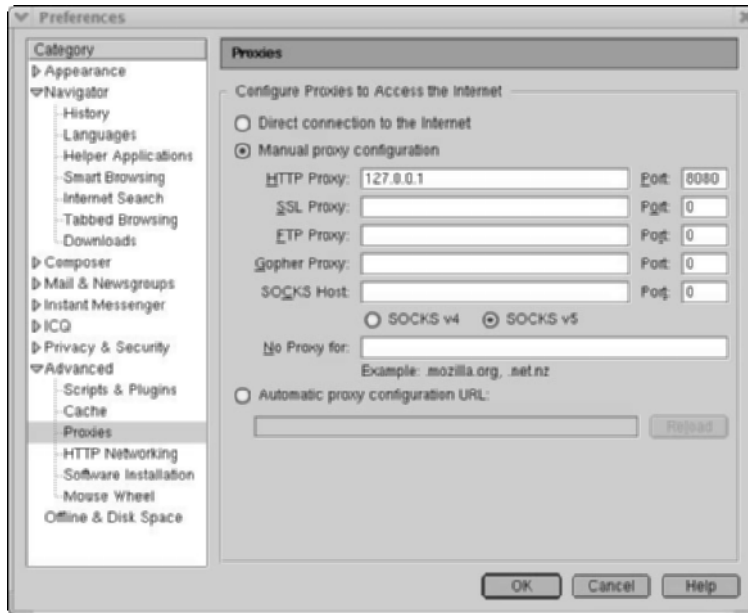 Preferences
Category
Appearance
Navigator
History
Languages
Helper Applications
Smart Browsing
Internet Search
Tabbed Browsing
Downloads
Composer
Mail & Newsgroups
Instant Messenger
ICQ
Privacy & Security
Advanced
Scripts & Plugins
Cache
Proxies
HTTP Networking
Software Installation
Mouse Wheel
Offline & Disk Space
Proxies
Configure Proxies to Access the Internet
Direct connection to the Internet
Manual proxy configuration
HTTP Proxy: 127.0.0.1 Port: 8080
SSL Proxy: Port: 0
FTP Proxy: Port: 0
Gopher Proxy: Port: 0
SOCKS Host: Port: 0
SOCKS v4 SOCKS v5
No Proxy for:
Example: .mozilla.org, .net.nz
Automatic proxy configuration URL:
Reload
OK Cancel Help